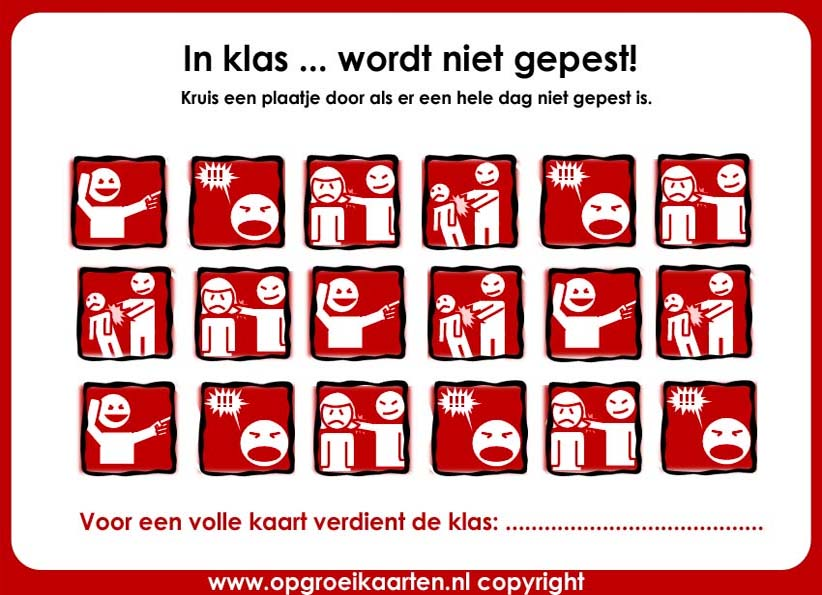 In klas ... wordt niet gepest!
Kruis een plaatje door als er een hele dag niet gepest is.
!!!
!!!
!!!
!!!
!!!
Voor een volle kaart verdient de klas: ........................................
www.opgroeikaarten.nl copyright